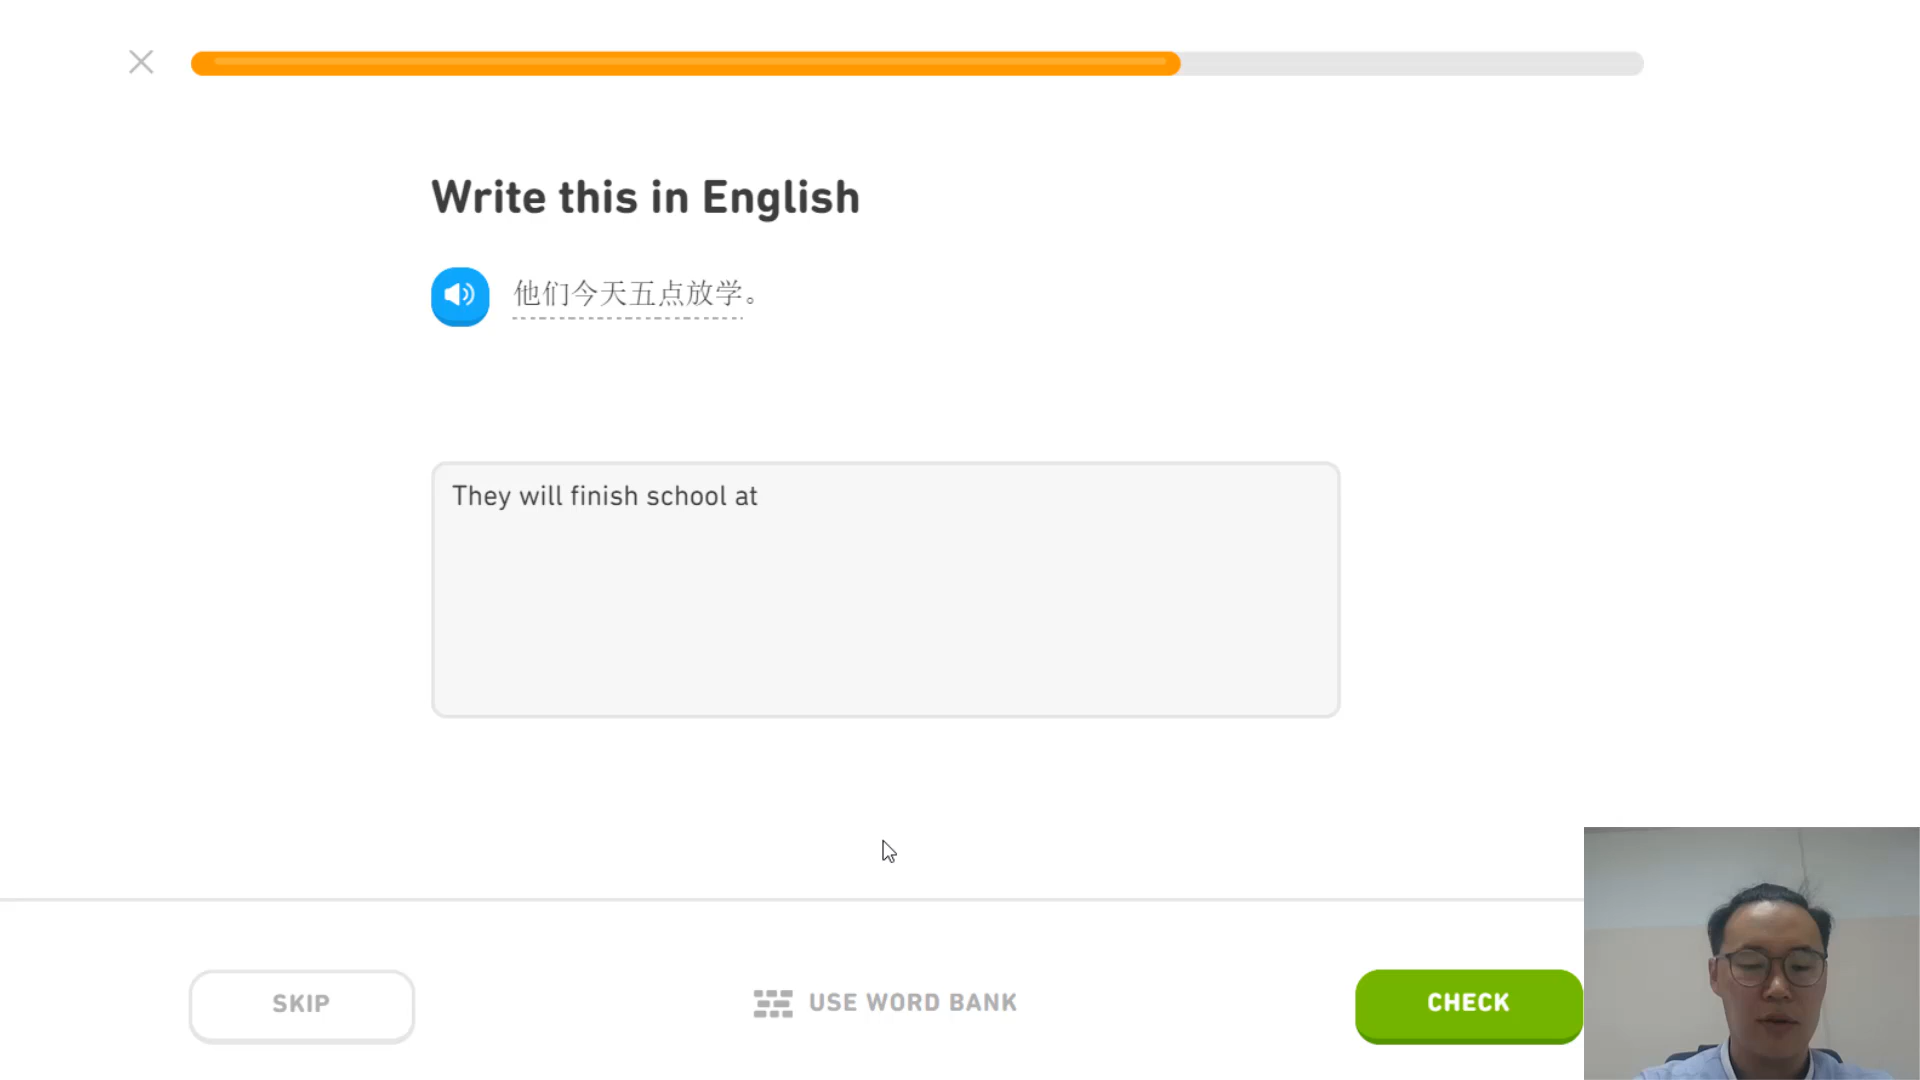 Write this in English
他们今天五点放学。
They will finish school at
SKIP
USE WORD BANK
CHECK